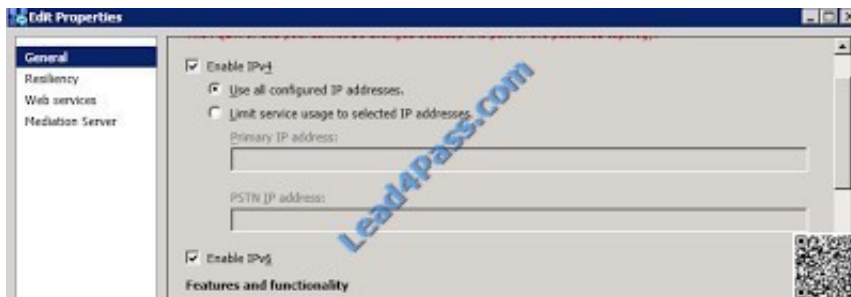 Edit Properties
General
Resiliency
Web services
Mediation Server
Enable IPv4
Use all configured IP addresses.
Limit service usage to selected IP addresses
Primary IP address:
PSTN IP address:
Enable IPv6
Features and functionality
Lead4Pass.com